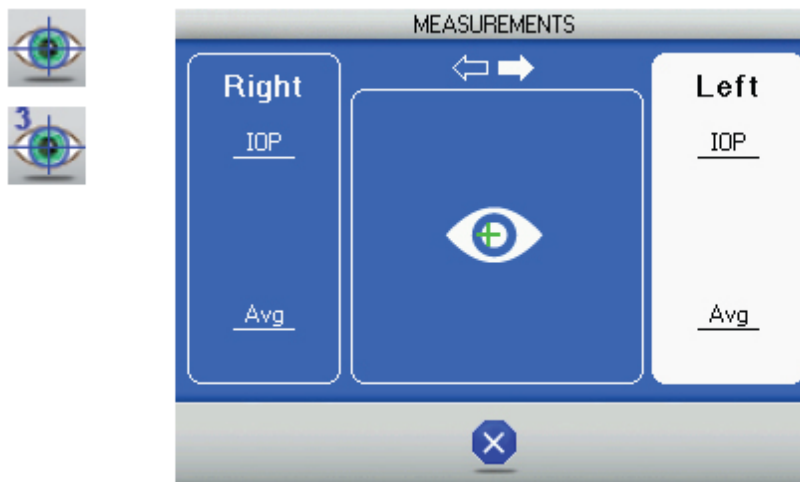 MEASUREMENTS
3
Right
IOP
Avg
Left
IOP
Avg